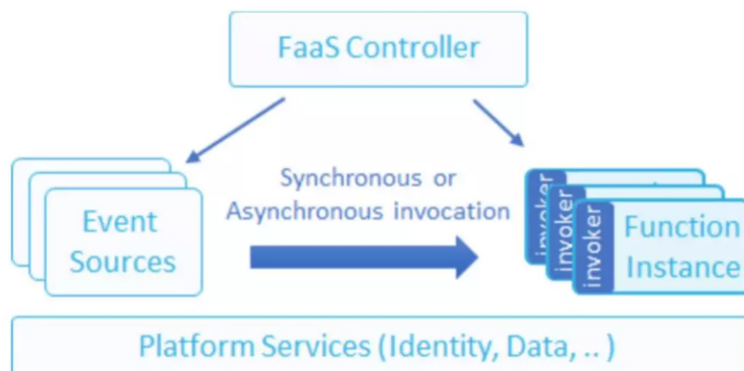 FaaS Controller
Synchronous or
Asynchronous invocation
Event
Sources
invoker
invoker
invoker
Function
Instance
Platform Services (Identity, Data, .. )